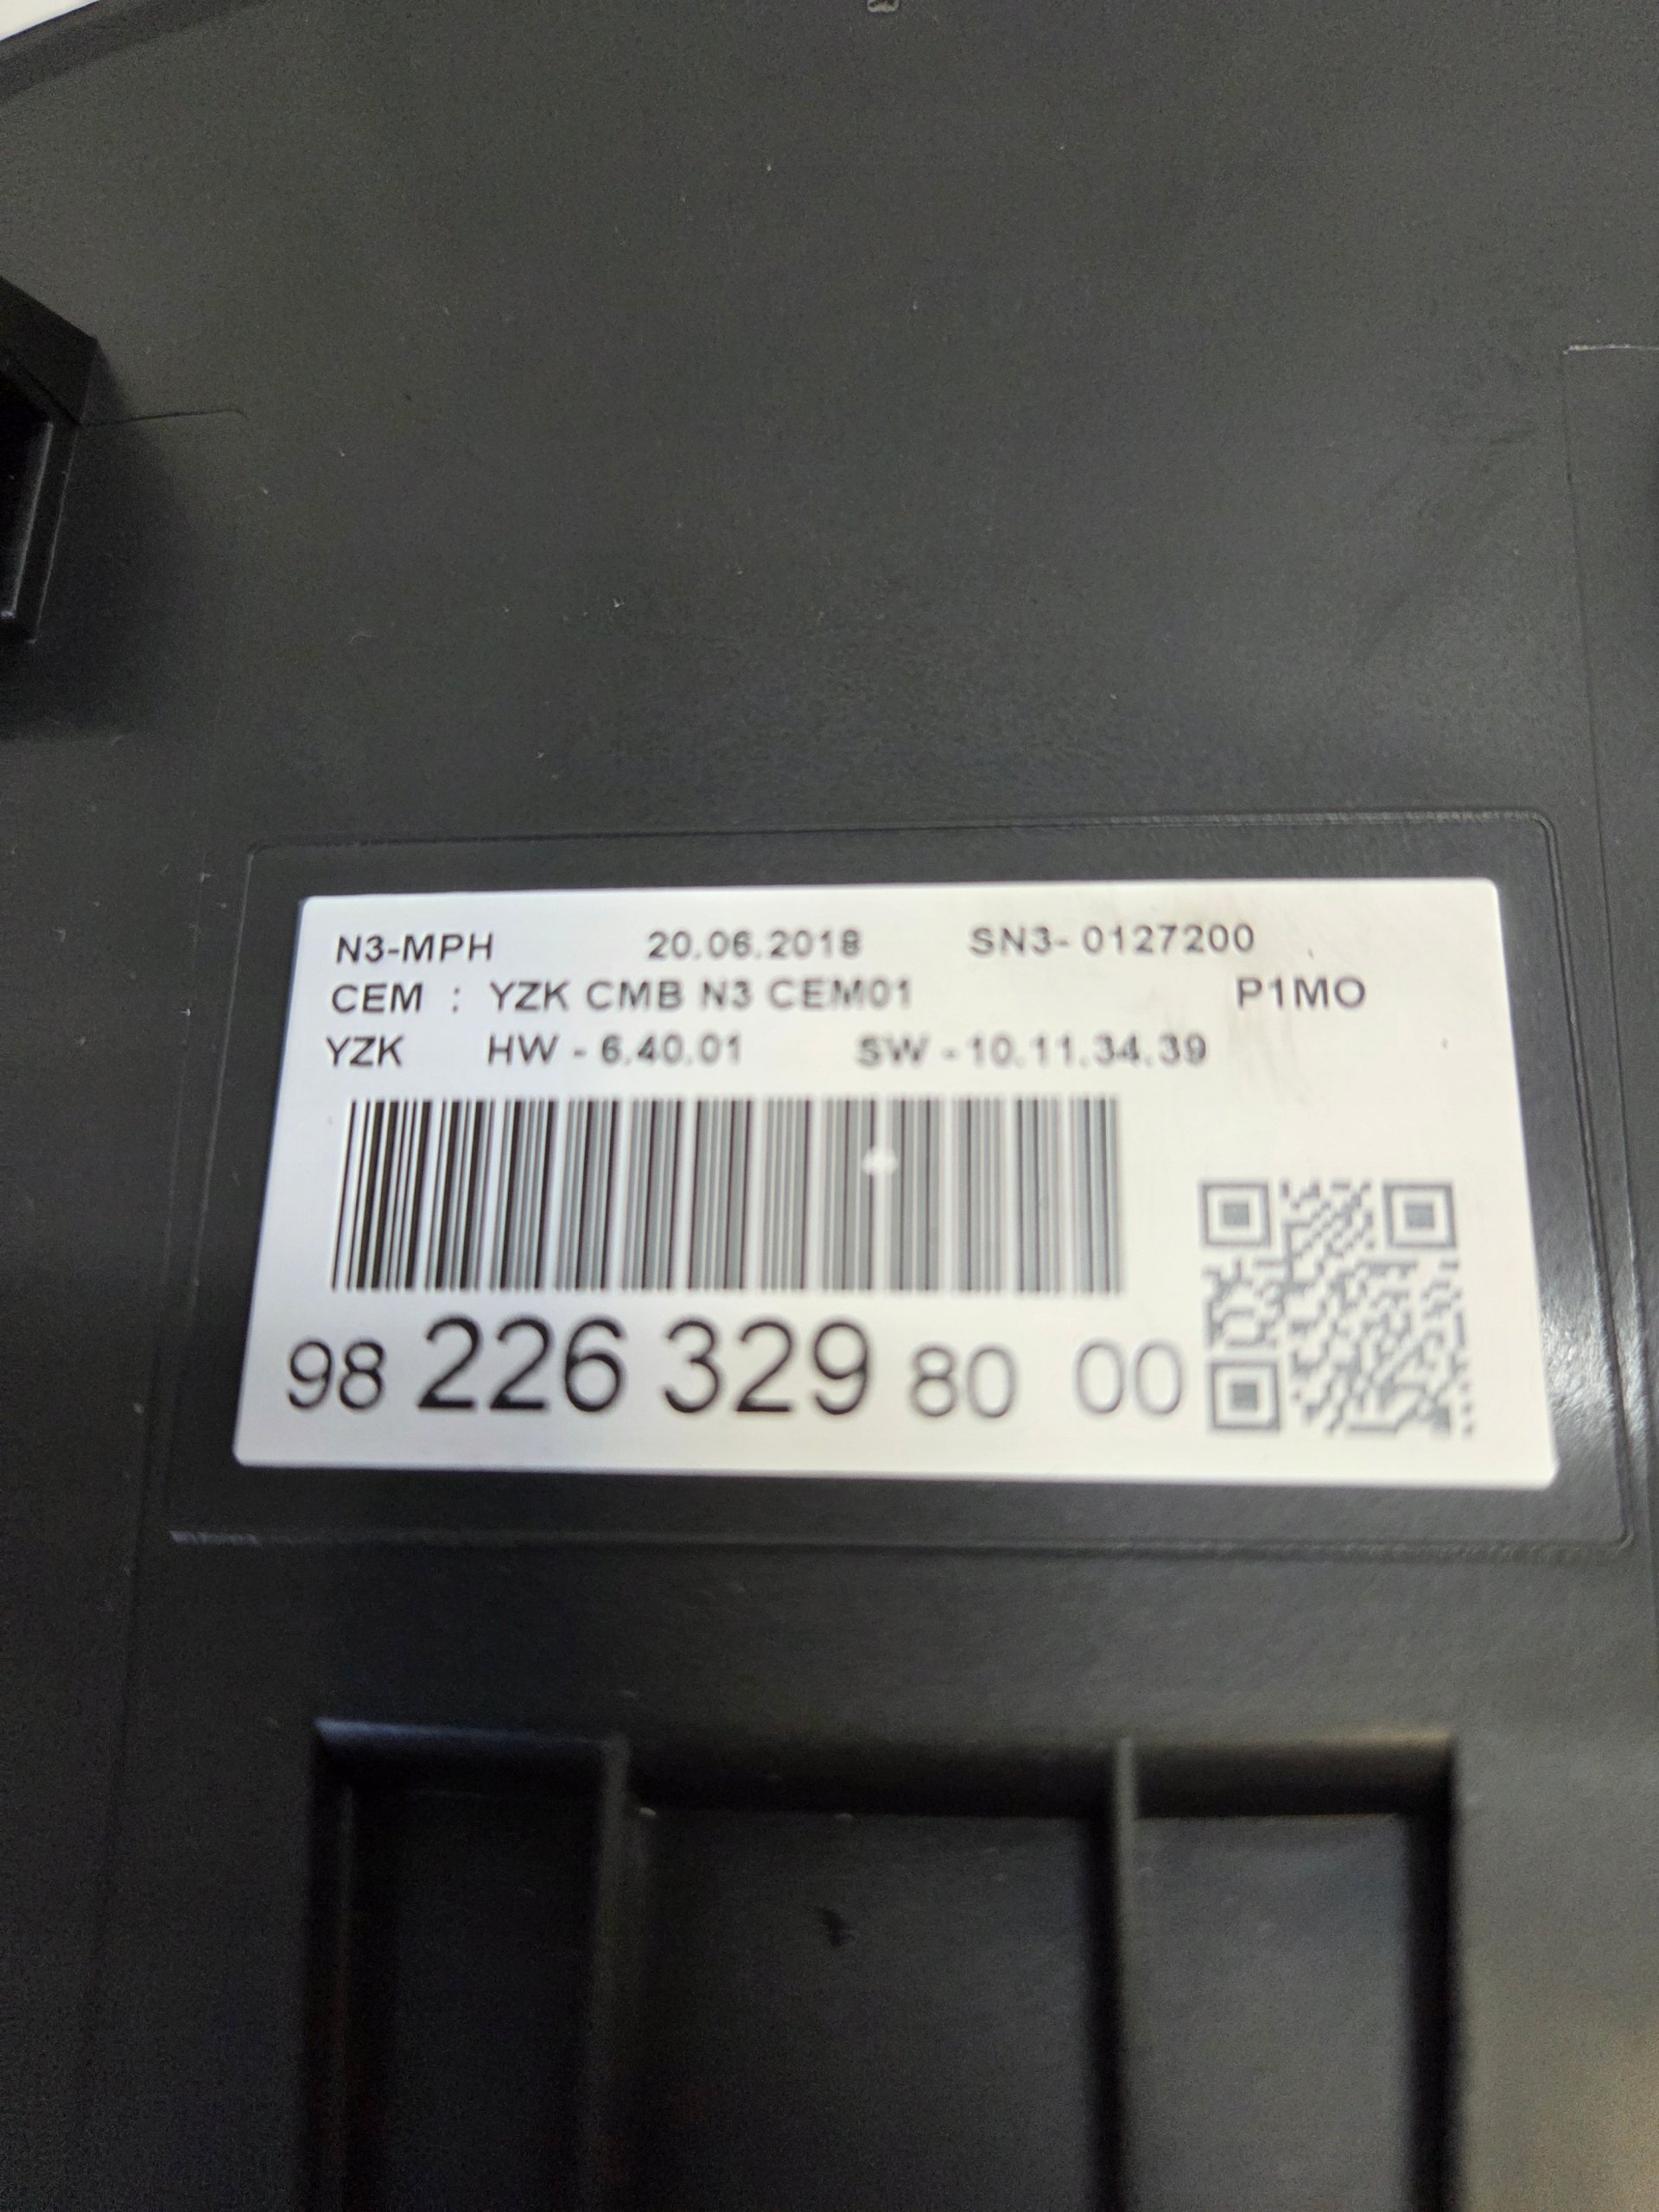 N3-MPH 20.06.2018 SN3- 0127200
CEM : YZK CMB N3 CEM01 P1MO
YZK HW - 6.40.01 SW - 10.11.34.39
98 226 329 80 00